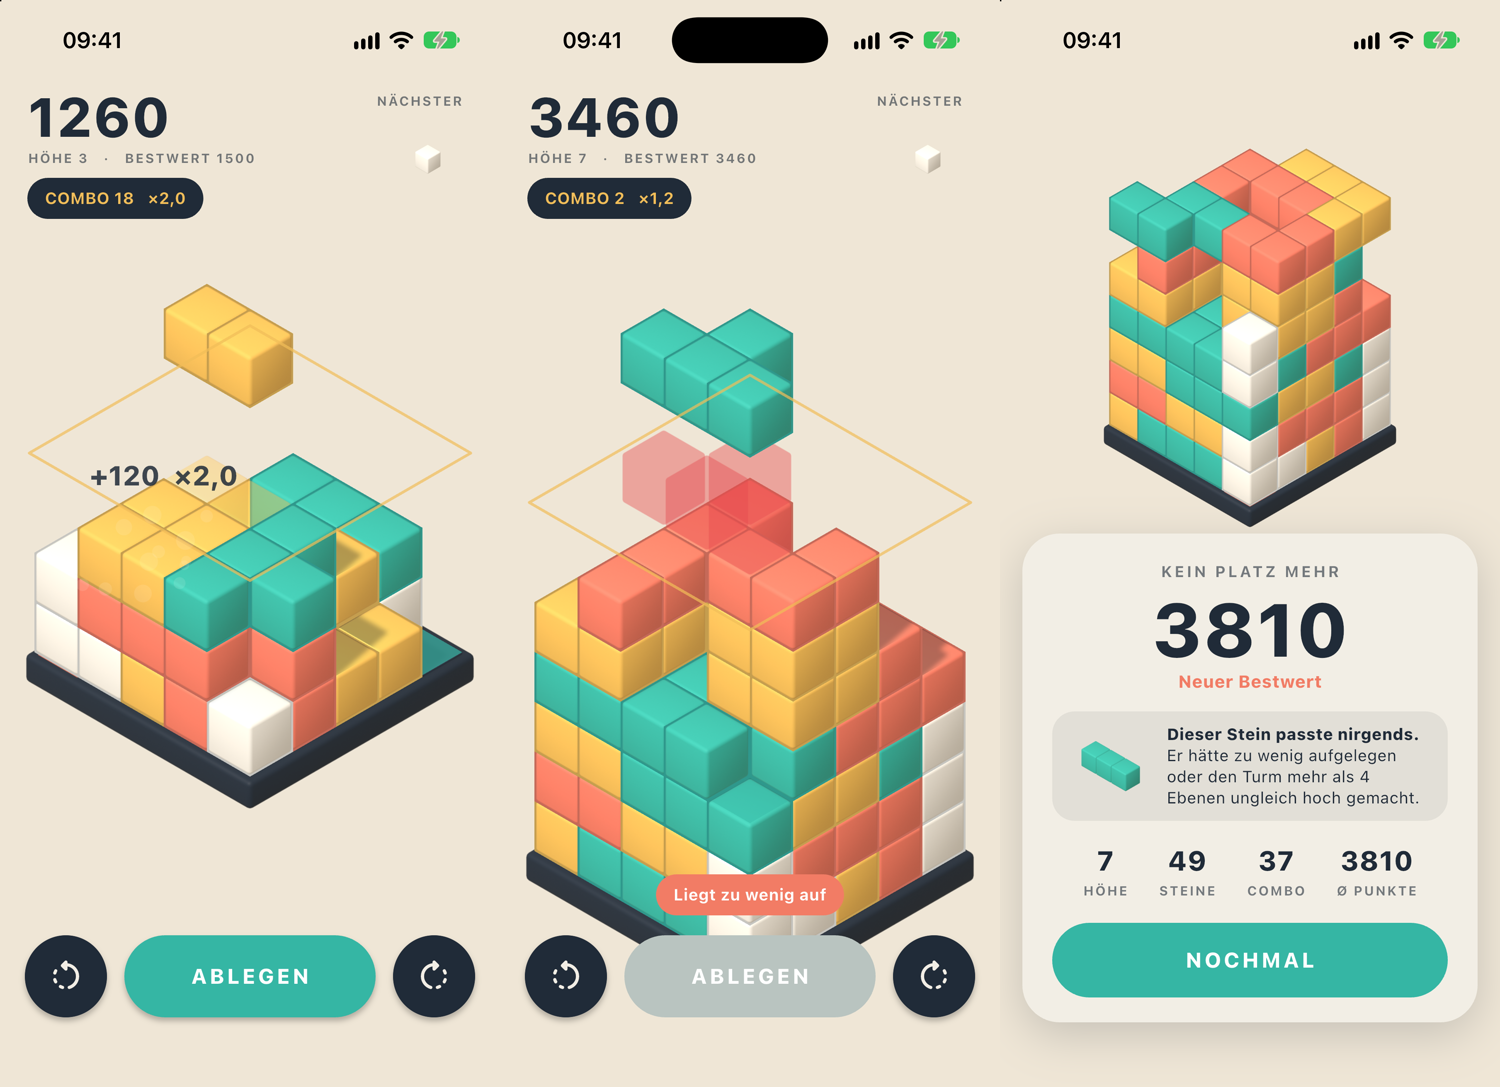 09:41
1260
NÄCHSTER
HÖHE 3 · BESTWERT 1500
COMBO 18 ×2,0
+120 ×2,0
ABLEGEN
09:41
3460
NÄCHSTER
HÖHE 7 · BESTWERT 3460
COMBO 2 ×1,2
Liegt zu wenig auf
ABLEGEN
09:41
KEIN PLATZ MEHR
3810
Neuer Bestwert
Dieser Stein passte nirgends.
Er hätte zu wenig aufgelegen
oder den Turm mehr als 4
Ebenen ungleich hoch gemacht.
7 49 37 3810
HÖHE STEINE COMBO Ø PUNKTE
NOCHMAL